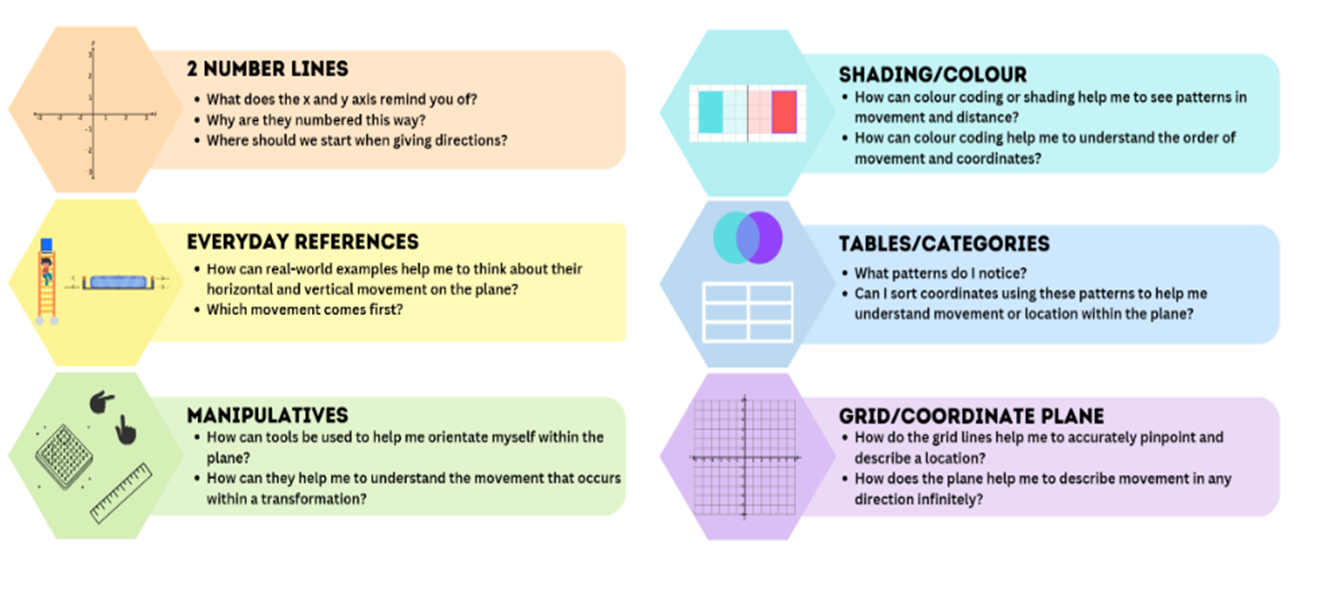 2 NUMBER LINES
• What does the x and y axis remind you of?
• Why are they numbered this way?
• Where should we start when giving directions?
EVERYDAY REFERENCES
• How can real-world examples help me to think about their
horizontal and vertical movement on the plane?
• Which movement comes first?
MANIPULATIVES
• How can tools be used to help me orientate myself within the
plane?
• How can they help me to understand the movement that occurs
within a transformation?
SHADING/COLOUR
• How can colour coding or shading help me to see patterns in
movement and distance?
• How can colour coding help me to understand the order of
movement and coordinates?
TABLES/CATEGORIES
• What patterns do I notice?
• Can I sort coordinates using these patterns to help me
understand movement or location within the plane?
GRID/COORDINATE PLANE
• How do the grid lines help me to accurately pinpoint and
describe a location?
• How does the plane help me to describe movement in any
direction infinitely?